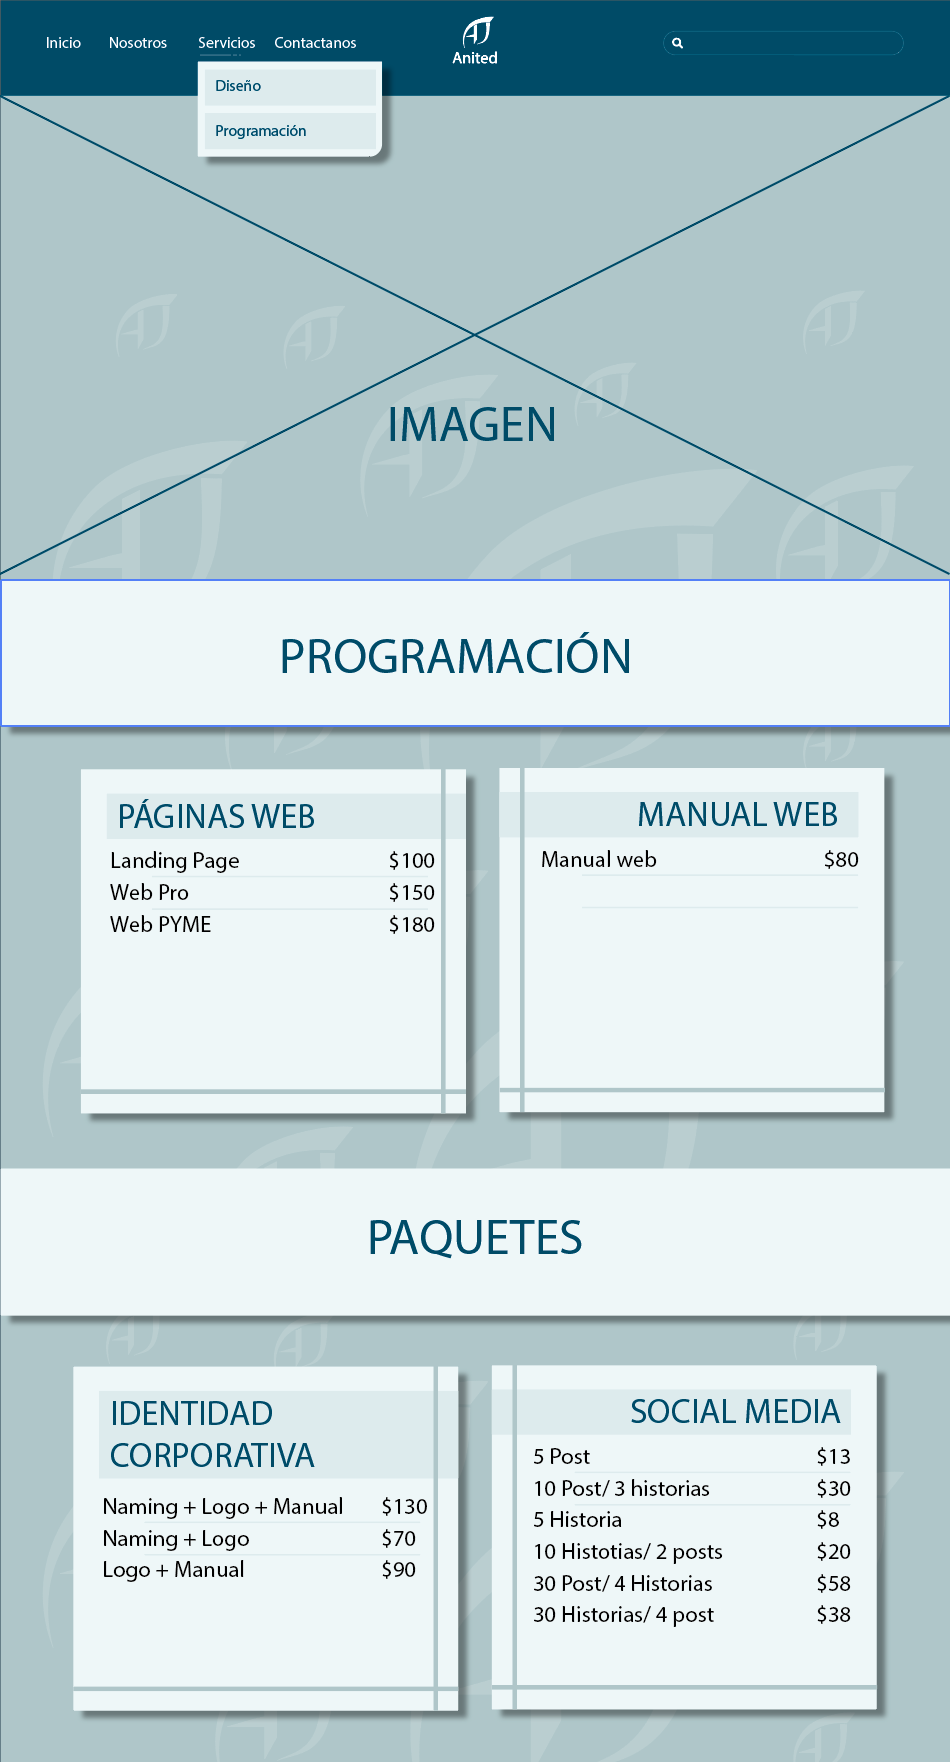 Inicio Nosotros Servicios Contactanos
Anited
Diseño
Programación
IMAGEN
PROGRAMACIÓN
PÁGINAS WEB
Landing Page $100
Web Pro $150
Web PYME $180
MANUAL WEB
Manual web $80
PAQUETES
IDENTIDAD
CORPORATIVA
Naming + Logo + Manual $130
Naming + Logo $70
Logo + Manual $90
SOCIAL MEDIA
5 Post $13
10 Post/ 3 historias $30
5 Historia $8
10 Histotias/ 2 posts $20
30 Post/ 4 Historias $58
30 Historias/ 4 post $38